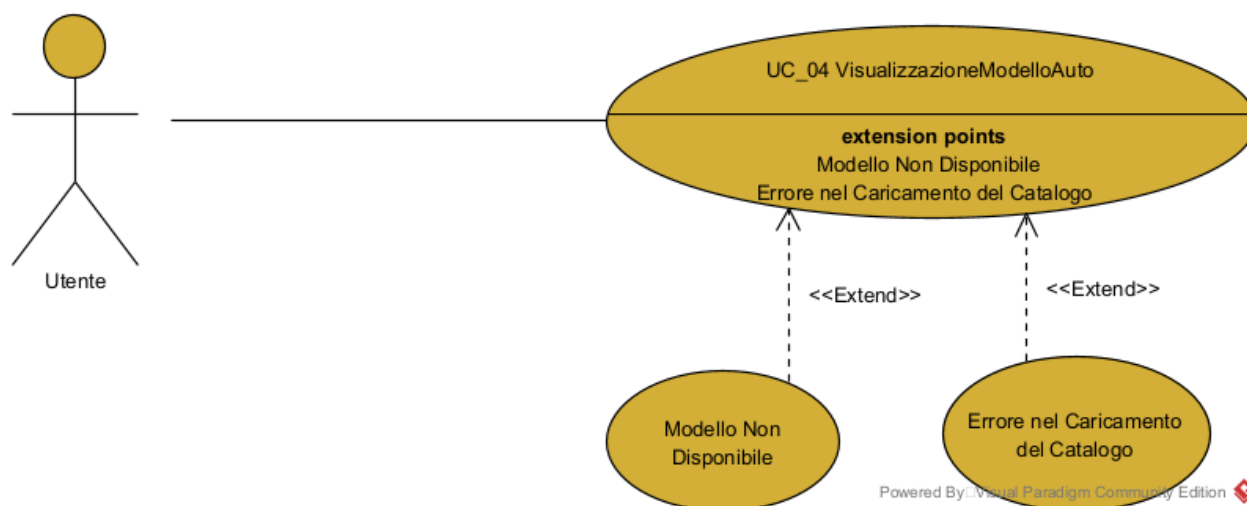 UC_04 VisualizzazioneModelloAuto
extension points
Modello Non Disponibile
Errore nel Caricamento del Catalogo
Utente
<<Extend>>
<<Extend>>
Modello Non
Disponibile
Errore nel Caricamento
del Catalogo
Powered By Visual Paradigm Community Edition